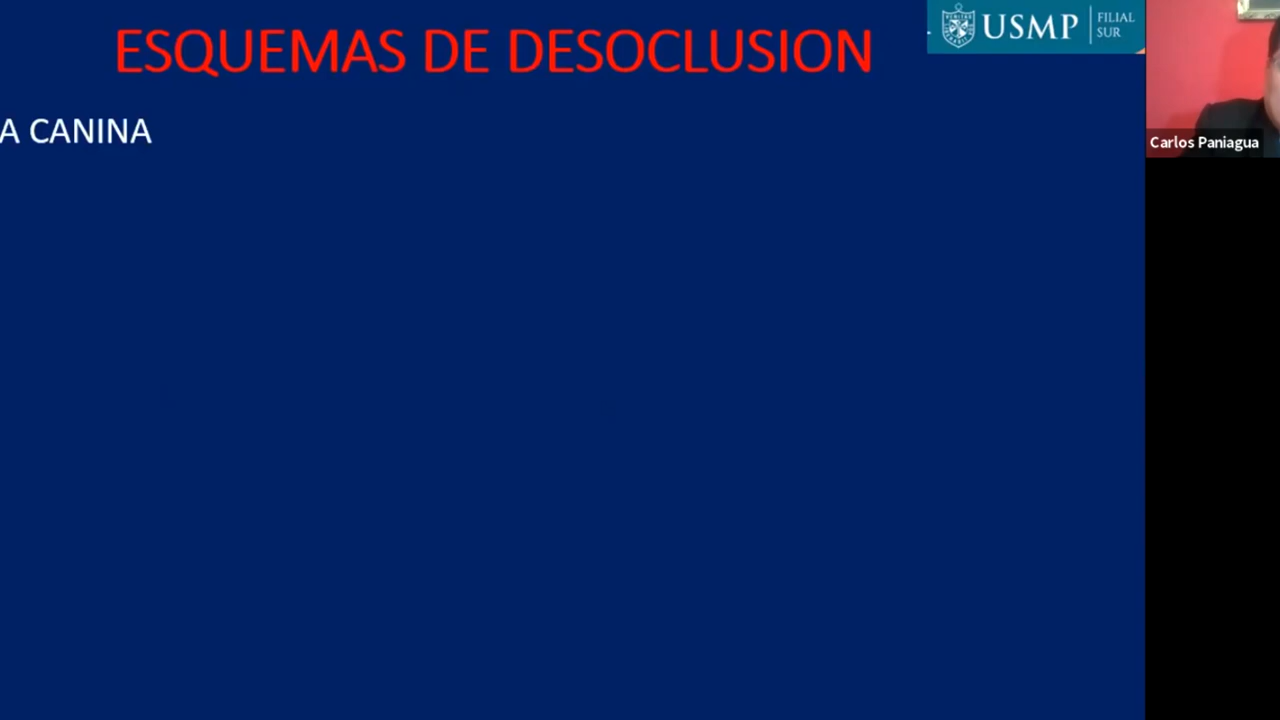 ESQUEMAS DE DESOCLUSION
USMP
FILIAL
SUR
A CANINA
Carlos Paniagua